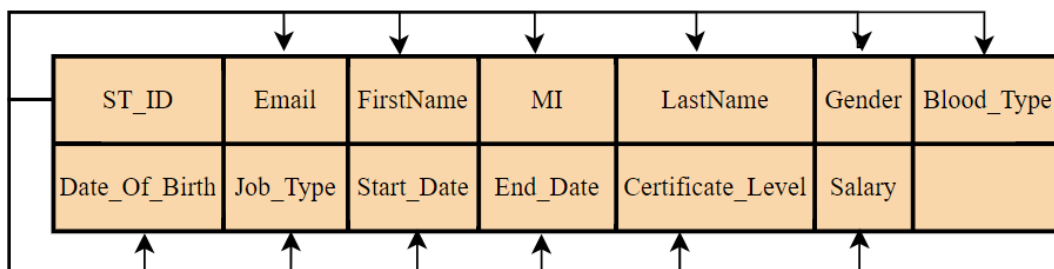 ST_ID Email FirstName MI LastName Gender Blood_Type
Date_Of_Birth Job_Type Start_Date End_Date Certificate_Level Salary